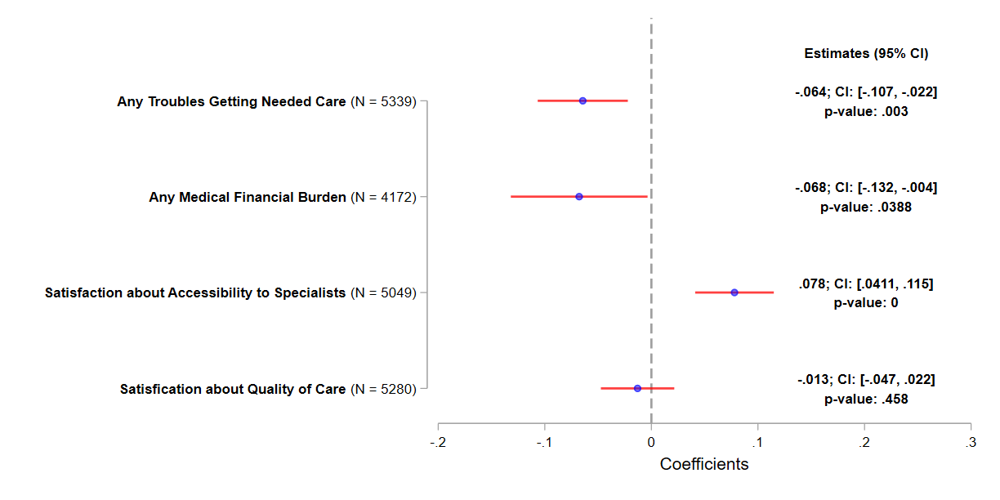 Estimates (95% CI)
Any Troubles Getting Needed Care (N = 5339)
-.064; CI: [-.107, -.022]
p-value: .003
Any Medical Financial Burden (N = 4172)
-.068; CI: [-.132, -.004]
p-value: .0388
Satisfaction about Accessibility to Specialists (N = 5049)
.078; CI: [.0411, .115]
p-value: 0
Satisfication about Quality of Care (N = 5280)
-.013; CI: [-.047, .022]
p-value: .458
-.2 -.1 0 .1 .2 .3
Coefficients